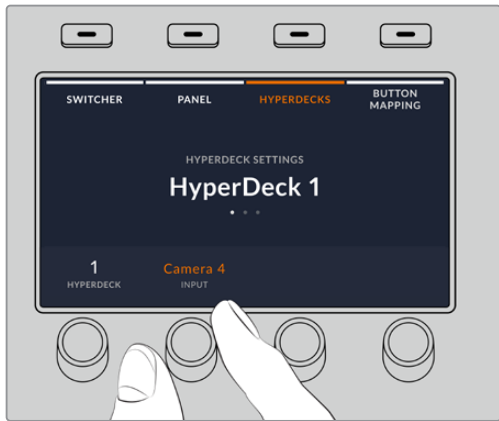 SWITCHER
PANEL
HYPERDECKS
BUTTON
MAPPING
HYPERDECK SETTINGS
HyperDeck 1
1
HYPERDECK
Camera 4
INPUT